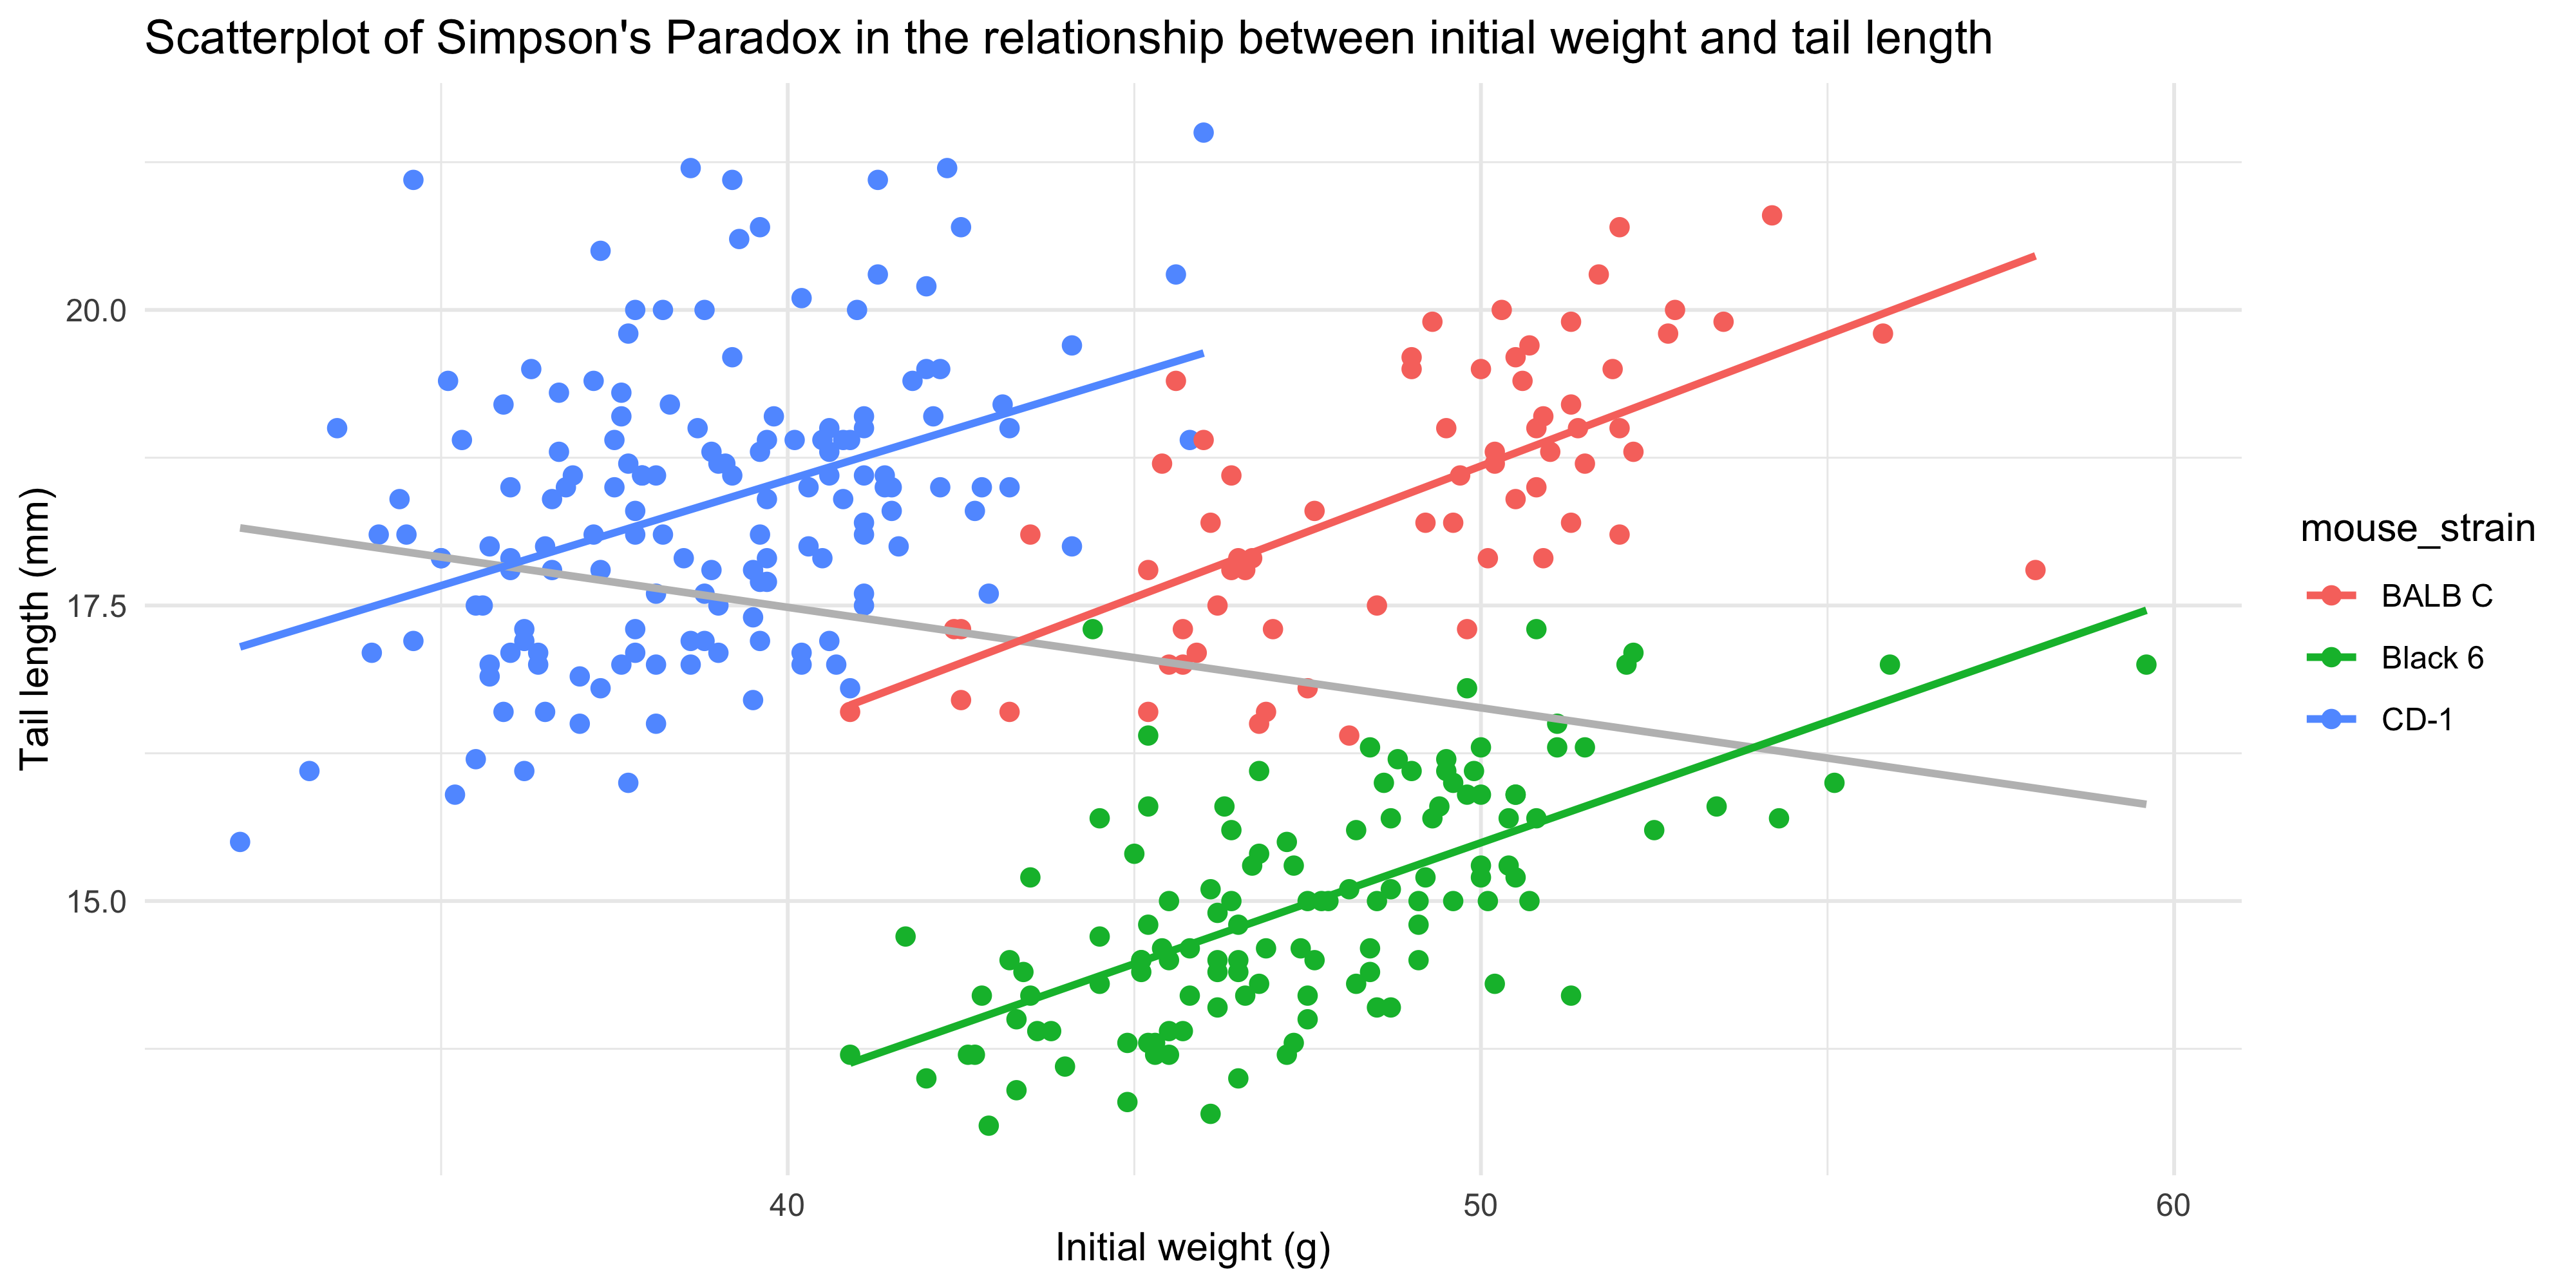 Scatterplot of Simpson's Paradox in the relationship between initial weight and tail length
Tail length (mm)
20.0
17.5
15.0
40
50
60
Initial weight (g)
mouse_strain
BALB C
Black 6
CD-1